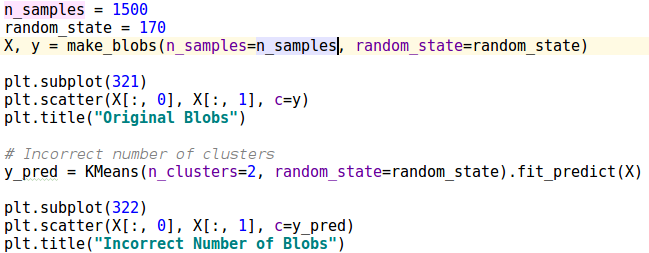 n_samples = 1500
random_state = 170
X, y = make_blobs(n_samples=n_samples, random_state=random_state)
plt.subplot(321)
plt.scatter(X[:, 0], X[:, 1], c=y)
plt.title("Original Blobs")
# Incorrect number of clusters
y_pred = KMeans(n_clusters=2, random_state=random_state).fit_predict(X)
plt.subplot(322)
plt.scatter(X[:, 0], X[:, 1], c=y_pred)
plt.title("Incorrect Number of Blobs")